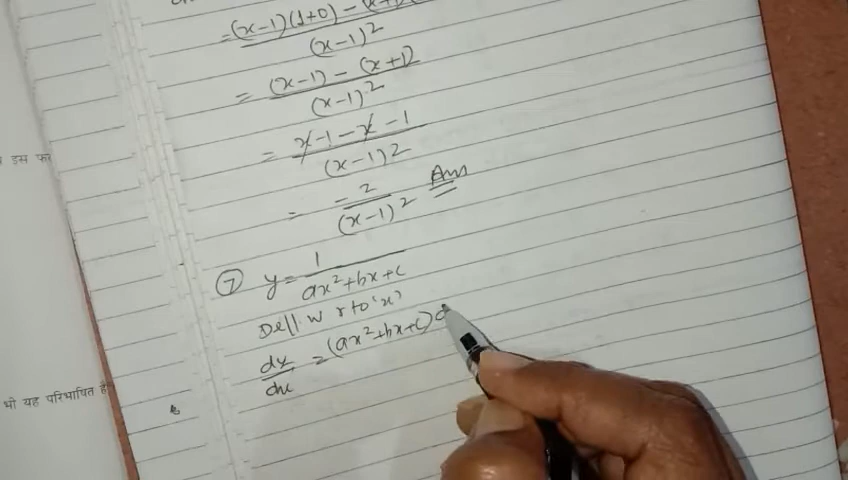 = (x-1)(1+0) - (x+1)
(x-1)²
= (x-1) - (x+1)
(x-1)²
= x-1-x-1
(x-1)²
= -2
(x-1)² Ans
⑦ y = 1
ax²+bx+c
Diff. w r to 'x'
dy = (ax²+bx+c) d
dx
इस
भी यह परिभाषित है